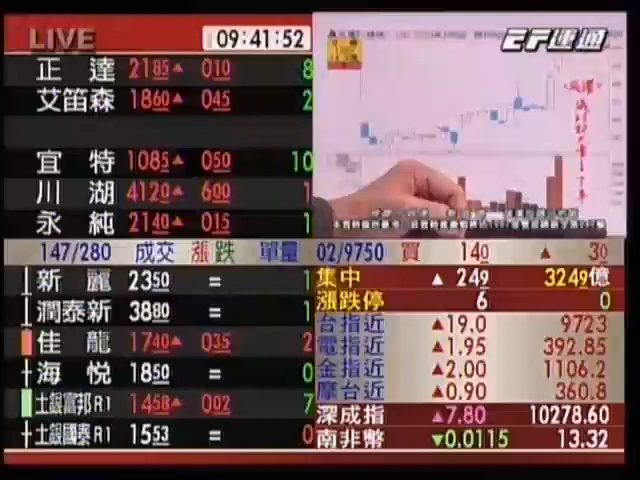 LIVE 09:41:52
EF連通
正達 2185▲ 010 8
艾笛森 1860▲ 045 2
宜特 1085▲ 050 10
川湖 4120▲ 600 1
永純 2140▲ 015 1
147/280 成交 漲跌 單量
新麗 2350 = 1
潤泰新 3880 = 1
佳龍 1740▲ 035 2
海悅 1850 = 0
土銀富邦R1 1458▲ 002 7
土銀國泰R1 1553 = 0
02/9750 買 140 ▲ 30
集中 ▲ 249 3249億
漲跌停 6 0
台指近 ▲19.0 9723
電指近 ▲1.95 392.85
金指近 ▲2.00 1106.2
摩台近 ▲0.90 360.8
深成指 ▲7.80 10278.60
南非幣 ▼0.0115 13.32